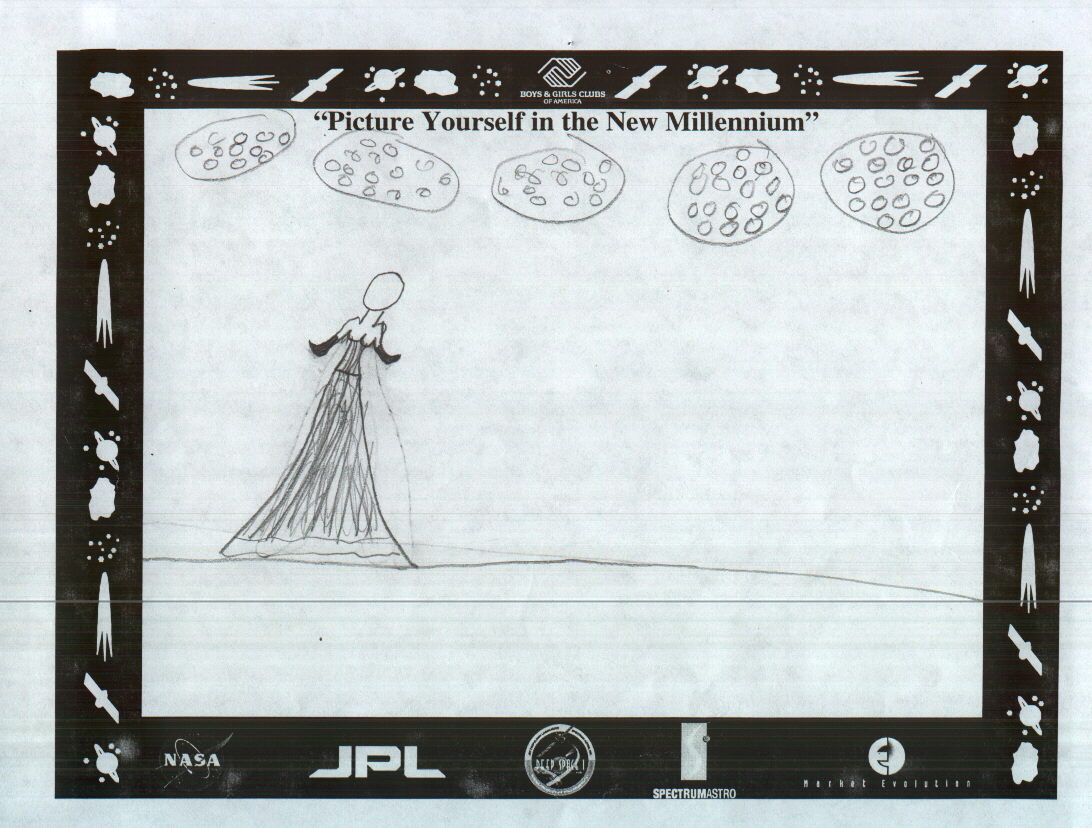 BOYS & GIRLS CLUBS
OF AMERICA
“Picture Yourself in the New Millennium”
NASA
JPL
DEEP SPACE 1
SPECTRUMASTRO
Market Evolution